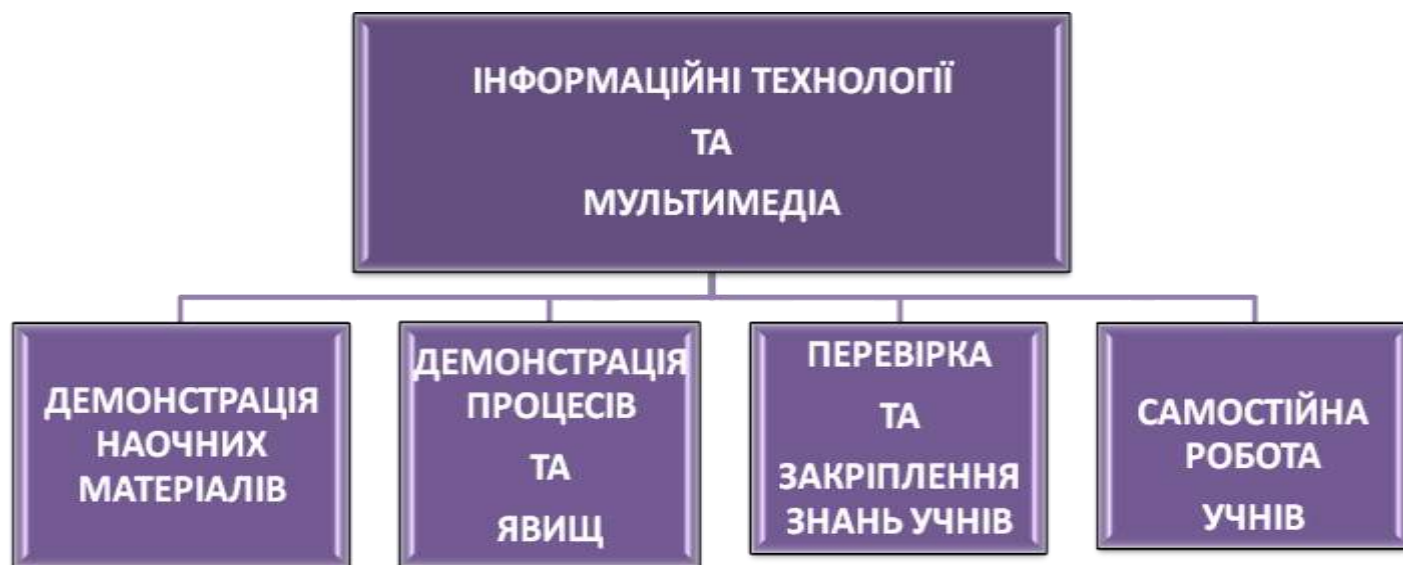 ІНФОРМАЦІЙНІ ТЕХНОЛОГІЇ
ТА
МУЛЬТИМЕДІА
ДЕМОНСТРАЦІЯ
НАОЧНИХ
МАТЕРІАЛІВ
ДЕМОНСТРАЦІЯ
ПРОЦЕСІВ
ТА
ЯВИЩ
ПЕРЕВІРКА
ТА
ЗАКРІПЛЕННЯ
ЗНАНЬ УЧНІВ
САМОСТІЙНА
РОБОТА
УЧНІВ